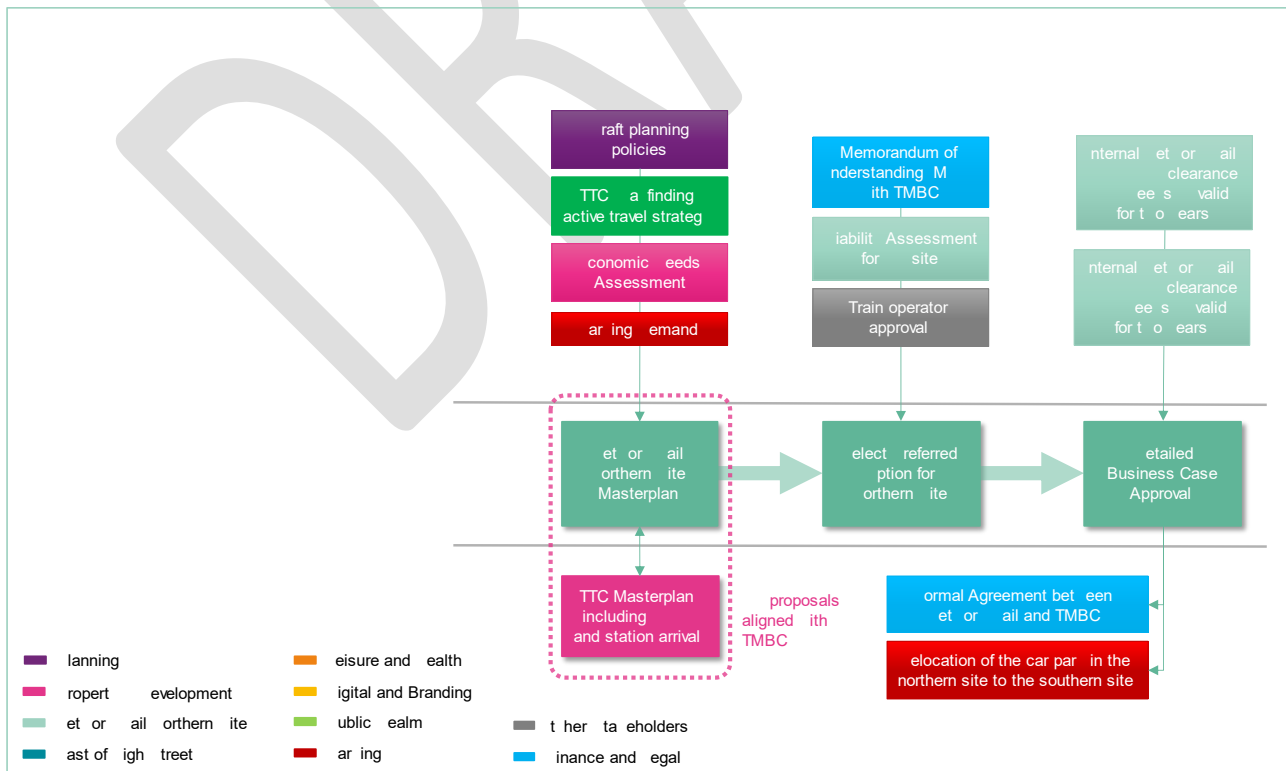 raft planning
policies
TTC a finding
active travel strateg
conomic eeds
Assessment
ar ing emand
Memorandum of
nderstanding M
ith TMBC
iabilit Assessment
for site
Train operator
approval
nternal et or ail
clearance
ee s valid
for t o ears
nternal et or ail
clearance
ee s valid
for t o ears
et or ail
orthern ite
Masterplan
elect referred
ption for
orthern ite
etailed
Business Case
Approval
TTC Masterplan
including
and station arrival
proposals
aligned ith
TMBC
ormal Agreement bet een
et or ail and TMBC
elocation of the car par in the
northern site to the southern site
lanning
ropert evelopment
et or ail orthern ite
ast of igh treet
eisure and ealth
igital and Branding
ublic ealm
ar ing
t her ta eholders
inance and egal